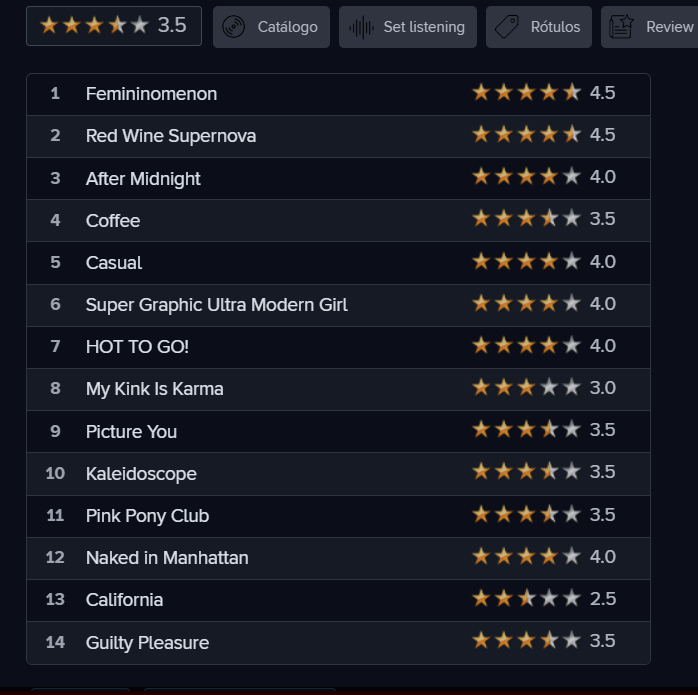 3.5 Catálogo Set listening Rótulos Review
1 Femininomenon 4.5
2 Red Wine Supernova 4.5
3 After Midnight 4.0
4 Coffee 3.5
5 Casual 4.0
6 Super Graphic Ultra Modern Girl 4.0
7 HOT TO GO! 4.0
8 My Kink Is Karma 3.0
9 Picture You 3.5
10 Kaleidoscope 3.5
11 Pink Pony Club 3.5
12 Naked in Manhattan 4.0
13 California 2.5
14 Guilty Pleasure 3.5